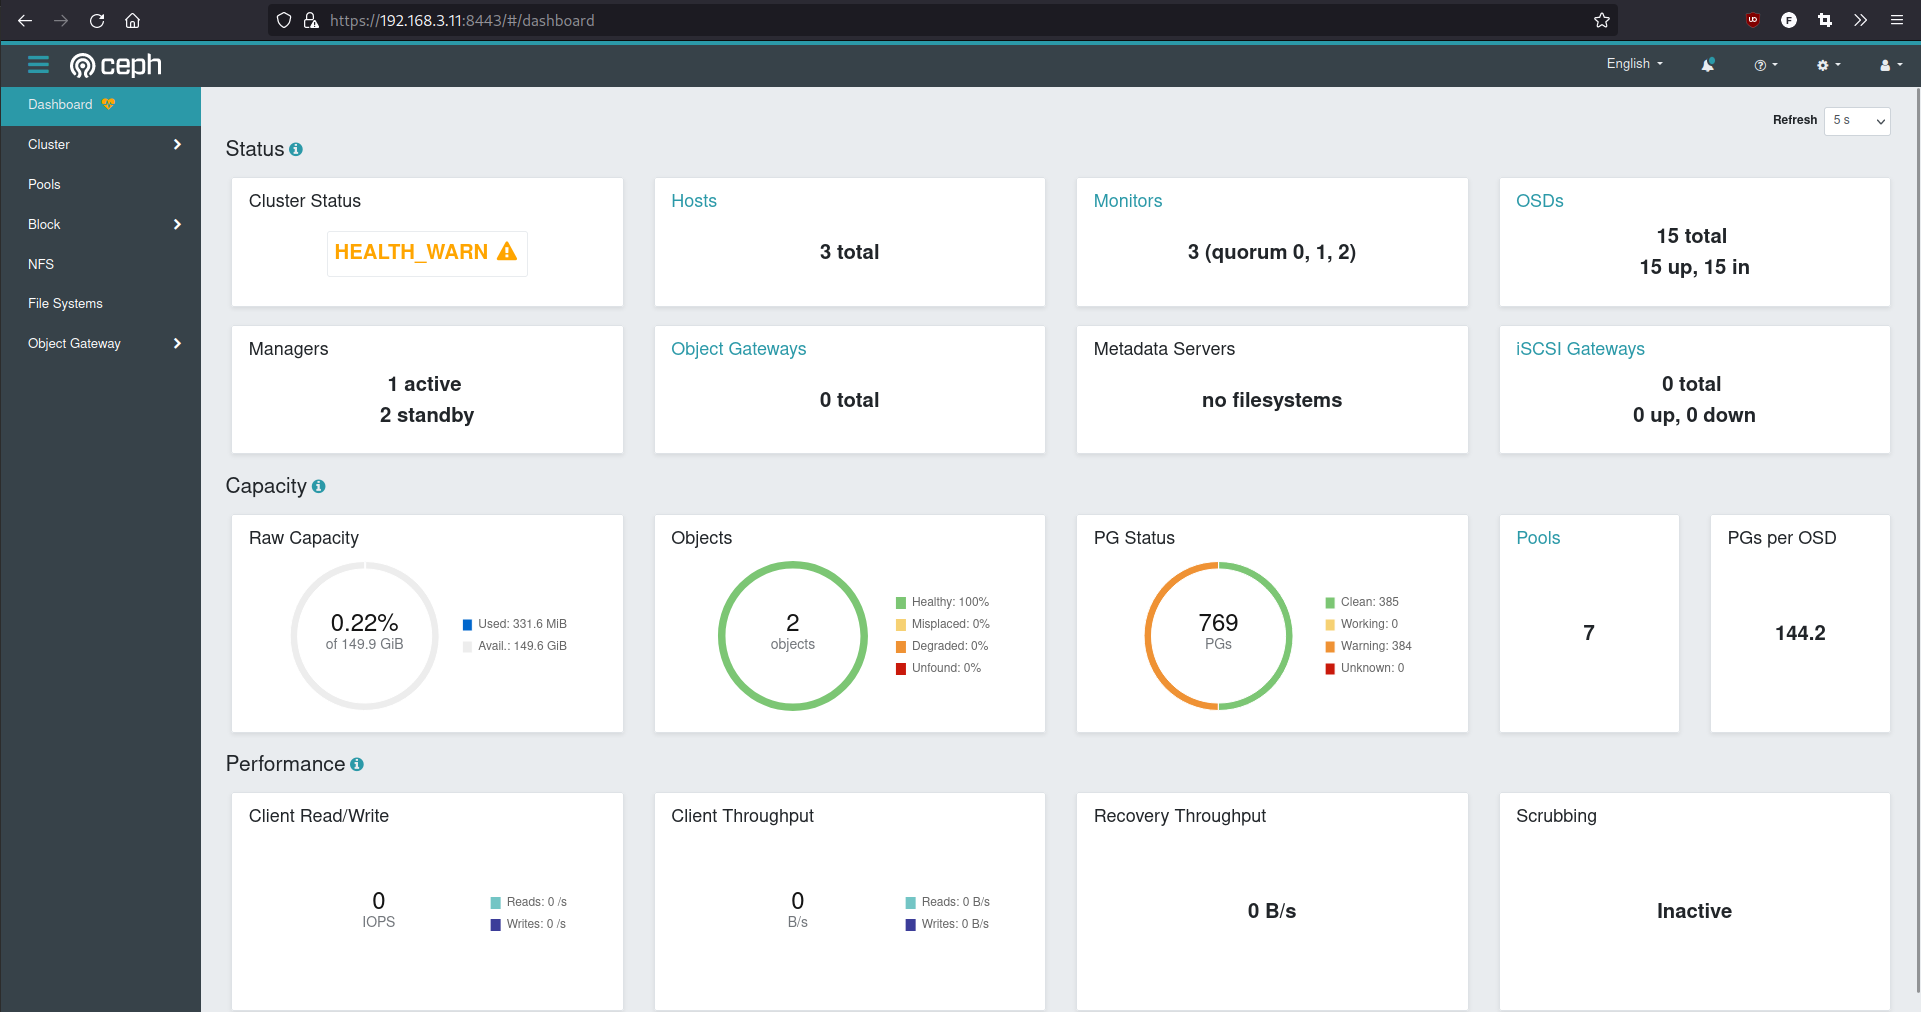 https://192.168.3.11:8443/#/dashboard
UD
F
ceph
English
Dashboard
Cluster
Pools
Block
NFS
File Systems
Object Gateway
Refresh
5 s
Status
Cluster Status
HEALTH_WARN
Hosts
3 total
Monitors
3 (quorum 0, 1, 2)
OSDs
15 total
15 up, 15 in
Managers
1 active
2 standby
Object Gateways
0 total
Metadata Servers
no filesystems
iSCSI Gateways
0 total
0 up, 0 down
Capacity
Raw Capacity
0.22%
of 149.9 GiB
Used: 331.6 MiB
Avail.: 149.6 GiB
Objects
2
objects
Healthy: 100%
Misplaced: 0%
Degraded: 0%
Unfound: 0%
PG Status
769
PGs
Clean: 385
Working: 0
Warning: 384
Unknown: 0
Pools
7
PGs per OSD
144.2
Performance
Client Read/Write
0
IOPS
Reads: 0 /s
Writes: 0 /s
Client Throughput
0
B/s
Reads: 0 B/s
Writes: 0 B/s
Recovery Throughput
0 B/s
Scrubbing
Inactive